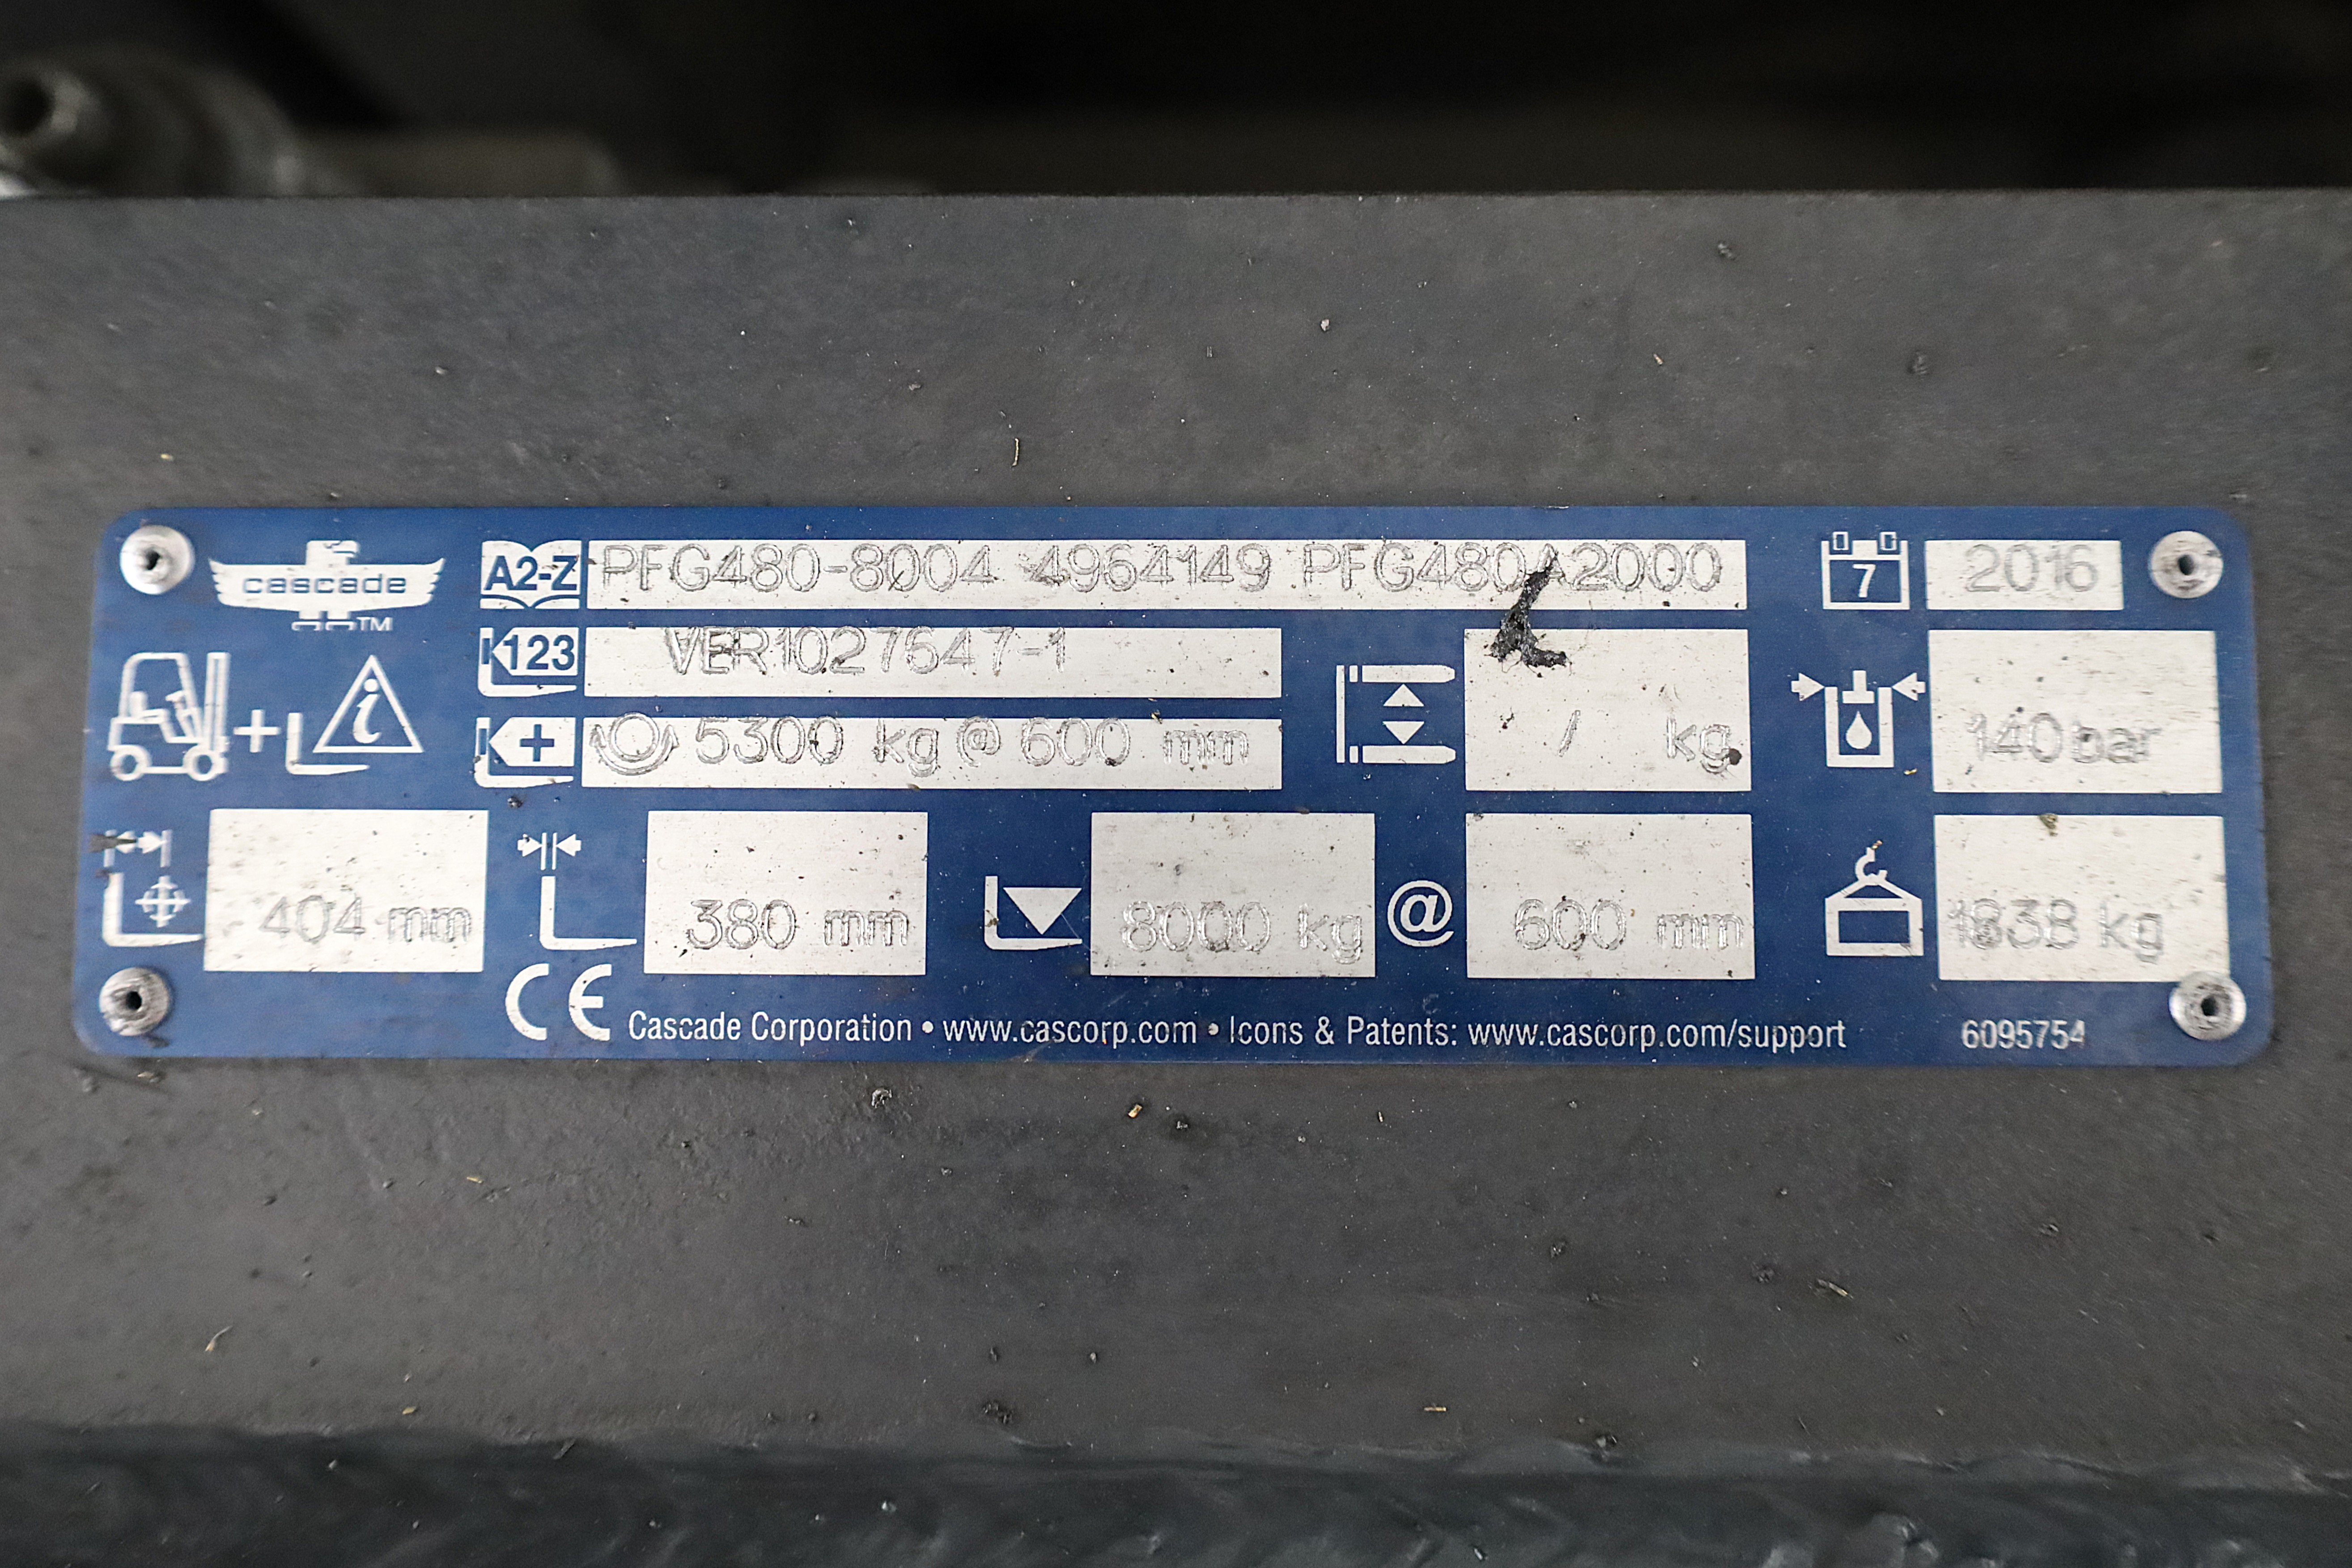 cascade TM
A2-Z PFG480-8004 4964149 PFG480A2000
7 2016
123 VER1027647-1
i
+ + 5300 kg @ 600 mm
/ kg
140 bar
404 mm
380 mm
8000 kg @ 600 mm
1838 kg
CE Cascade Corporation • www.cascorp.com • Icons & Patents: www.cascorp.com/support 6095754